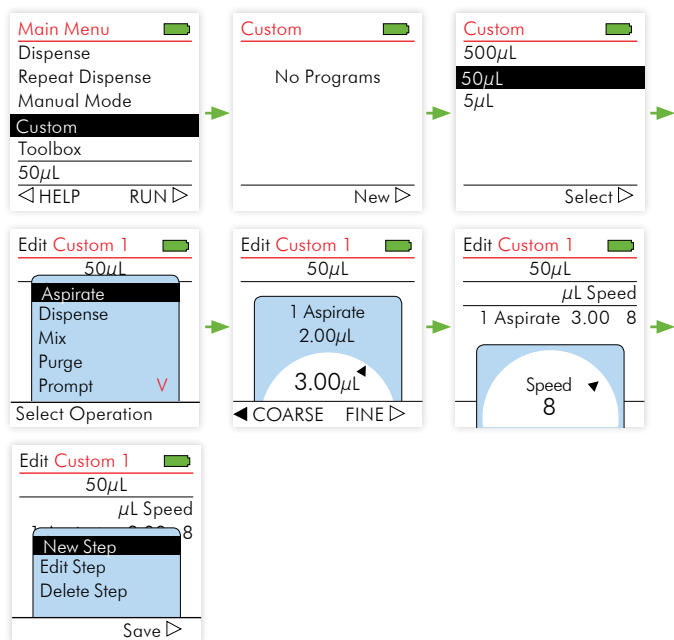 Main Menu
Dispense
Repeat Dispense
Manual Mode
Custom
Toolbox
50µL
◁ HELP RUN ▷
Custom
No Programs
New ▷
Custom
500µL
50µL
5µL
Select ▷
Edit Custom 1
50µL
Aspirate
Dispense
Mix
Purge
Prompt V
Select Operation
Edit Custom 1
50µL
1 Aspirate
2.00µL
3.00µL
◀ COARSE FINE ▷
Edit Custom 1
50µL
µL Speed
1 Aspirate 3.00 8
Speed
8
Edit Custom 1
50µL
µL Speed
8
New Step
Edit Step
Delete Step
Save ▷